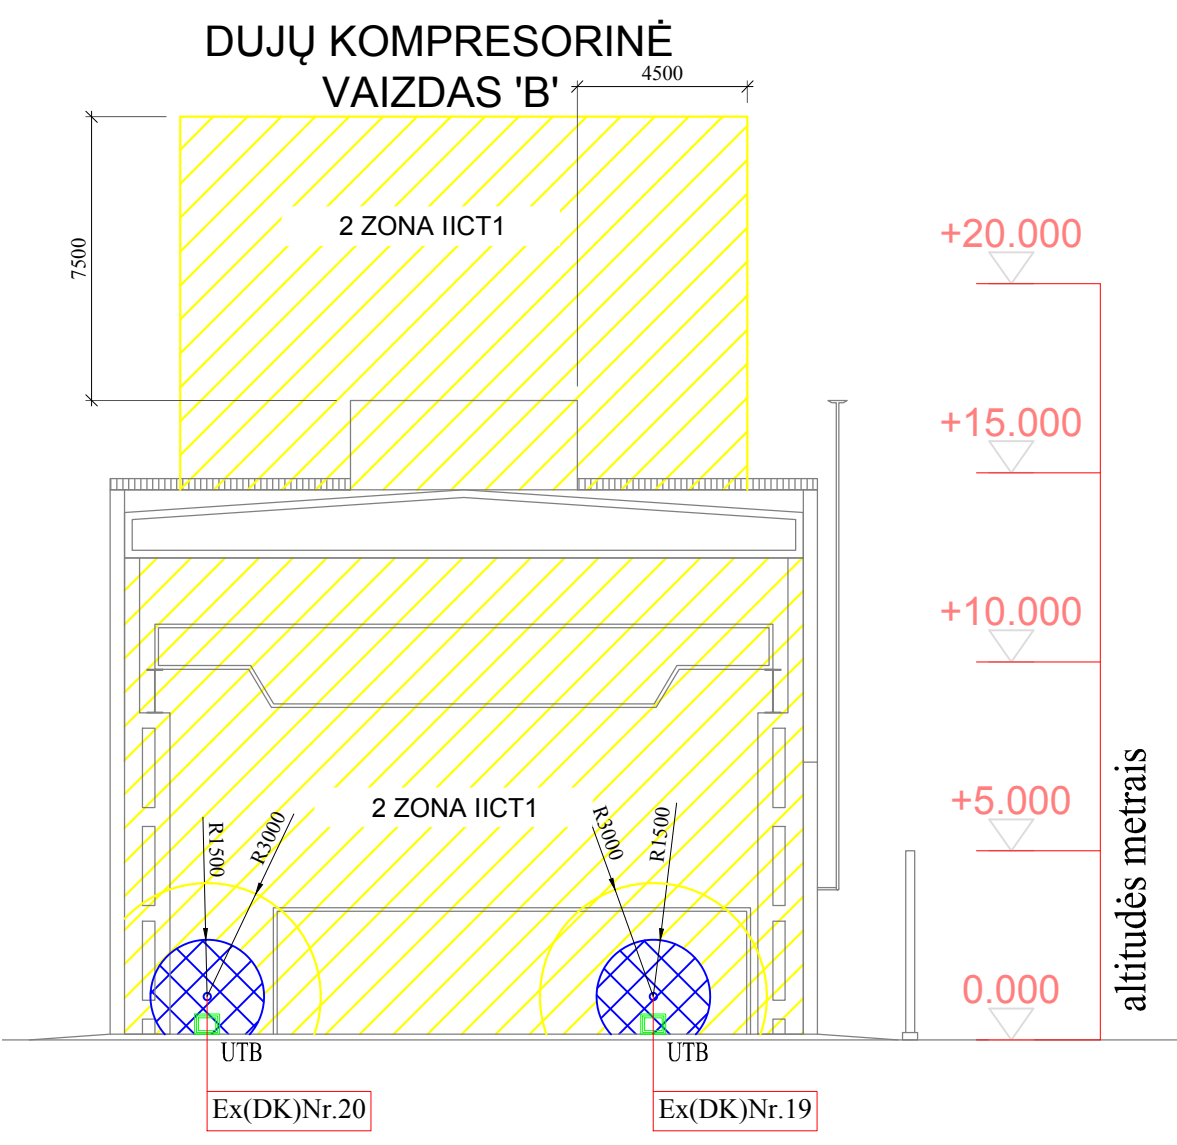 DUJŲ KOMPRESORINĖ
VAIZDAS 'B'
4500
7500
2 ZONA IICT1
+20.000
+15.000
+10.000
+5.000
0.000
altitudės metrais
2 ZONA IICT1
R1500
R3000
R3000
R1500
UTB
UTB
Ex(DK)Nr.20
Ex(DK)Nr.19